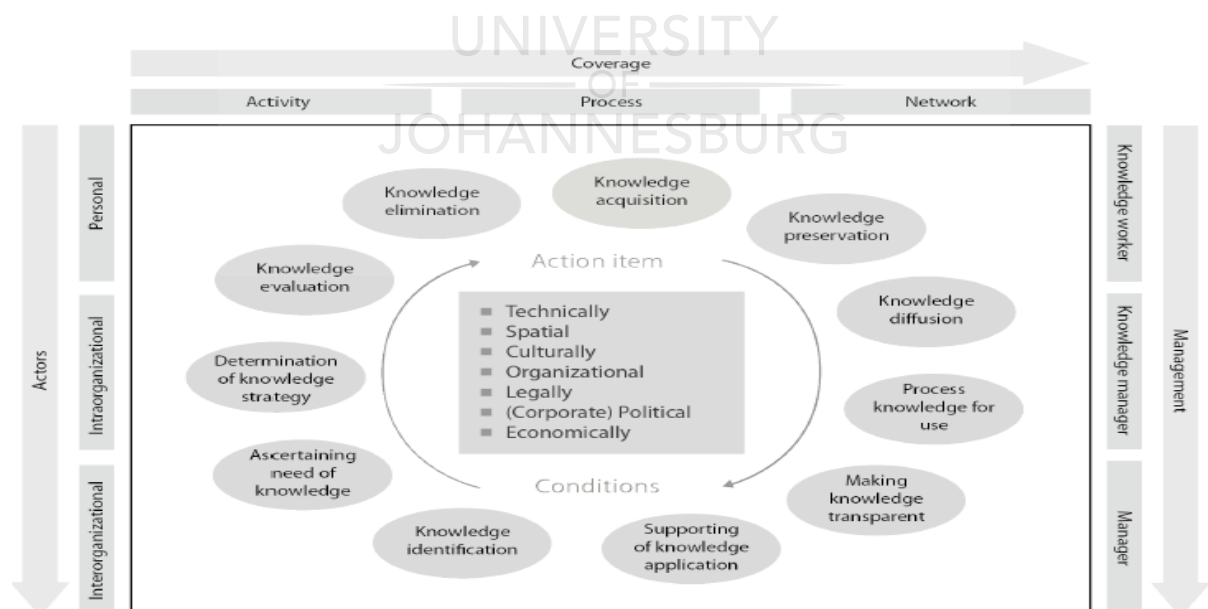 UNIVERSITY
OF
JOHANNESBURG
Coverage
Activity
Process
Network
Actors
Personal
Intraorganizational
Interorganizational
Knowledge
acquisition
Knowledge
preservation
Knowledge
diffusion
Process
knowledge for
use
Making
knowledge
transparent
Supporting
of knowledge
application
Knowledge
identification
Ascertaining
need of
knowledge
Determination
of knowledge
strategy
Knowledge
evaluation
Knowledge
elimination
Action item
Technically
Spatial
Culturally
Organizational
Legally
(Corporate) Political
Economically
Conditions
Knowledge worker
Knowledge manager
Manager
Management